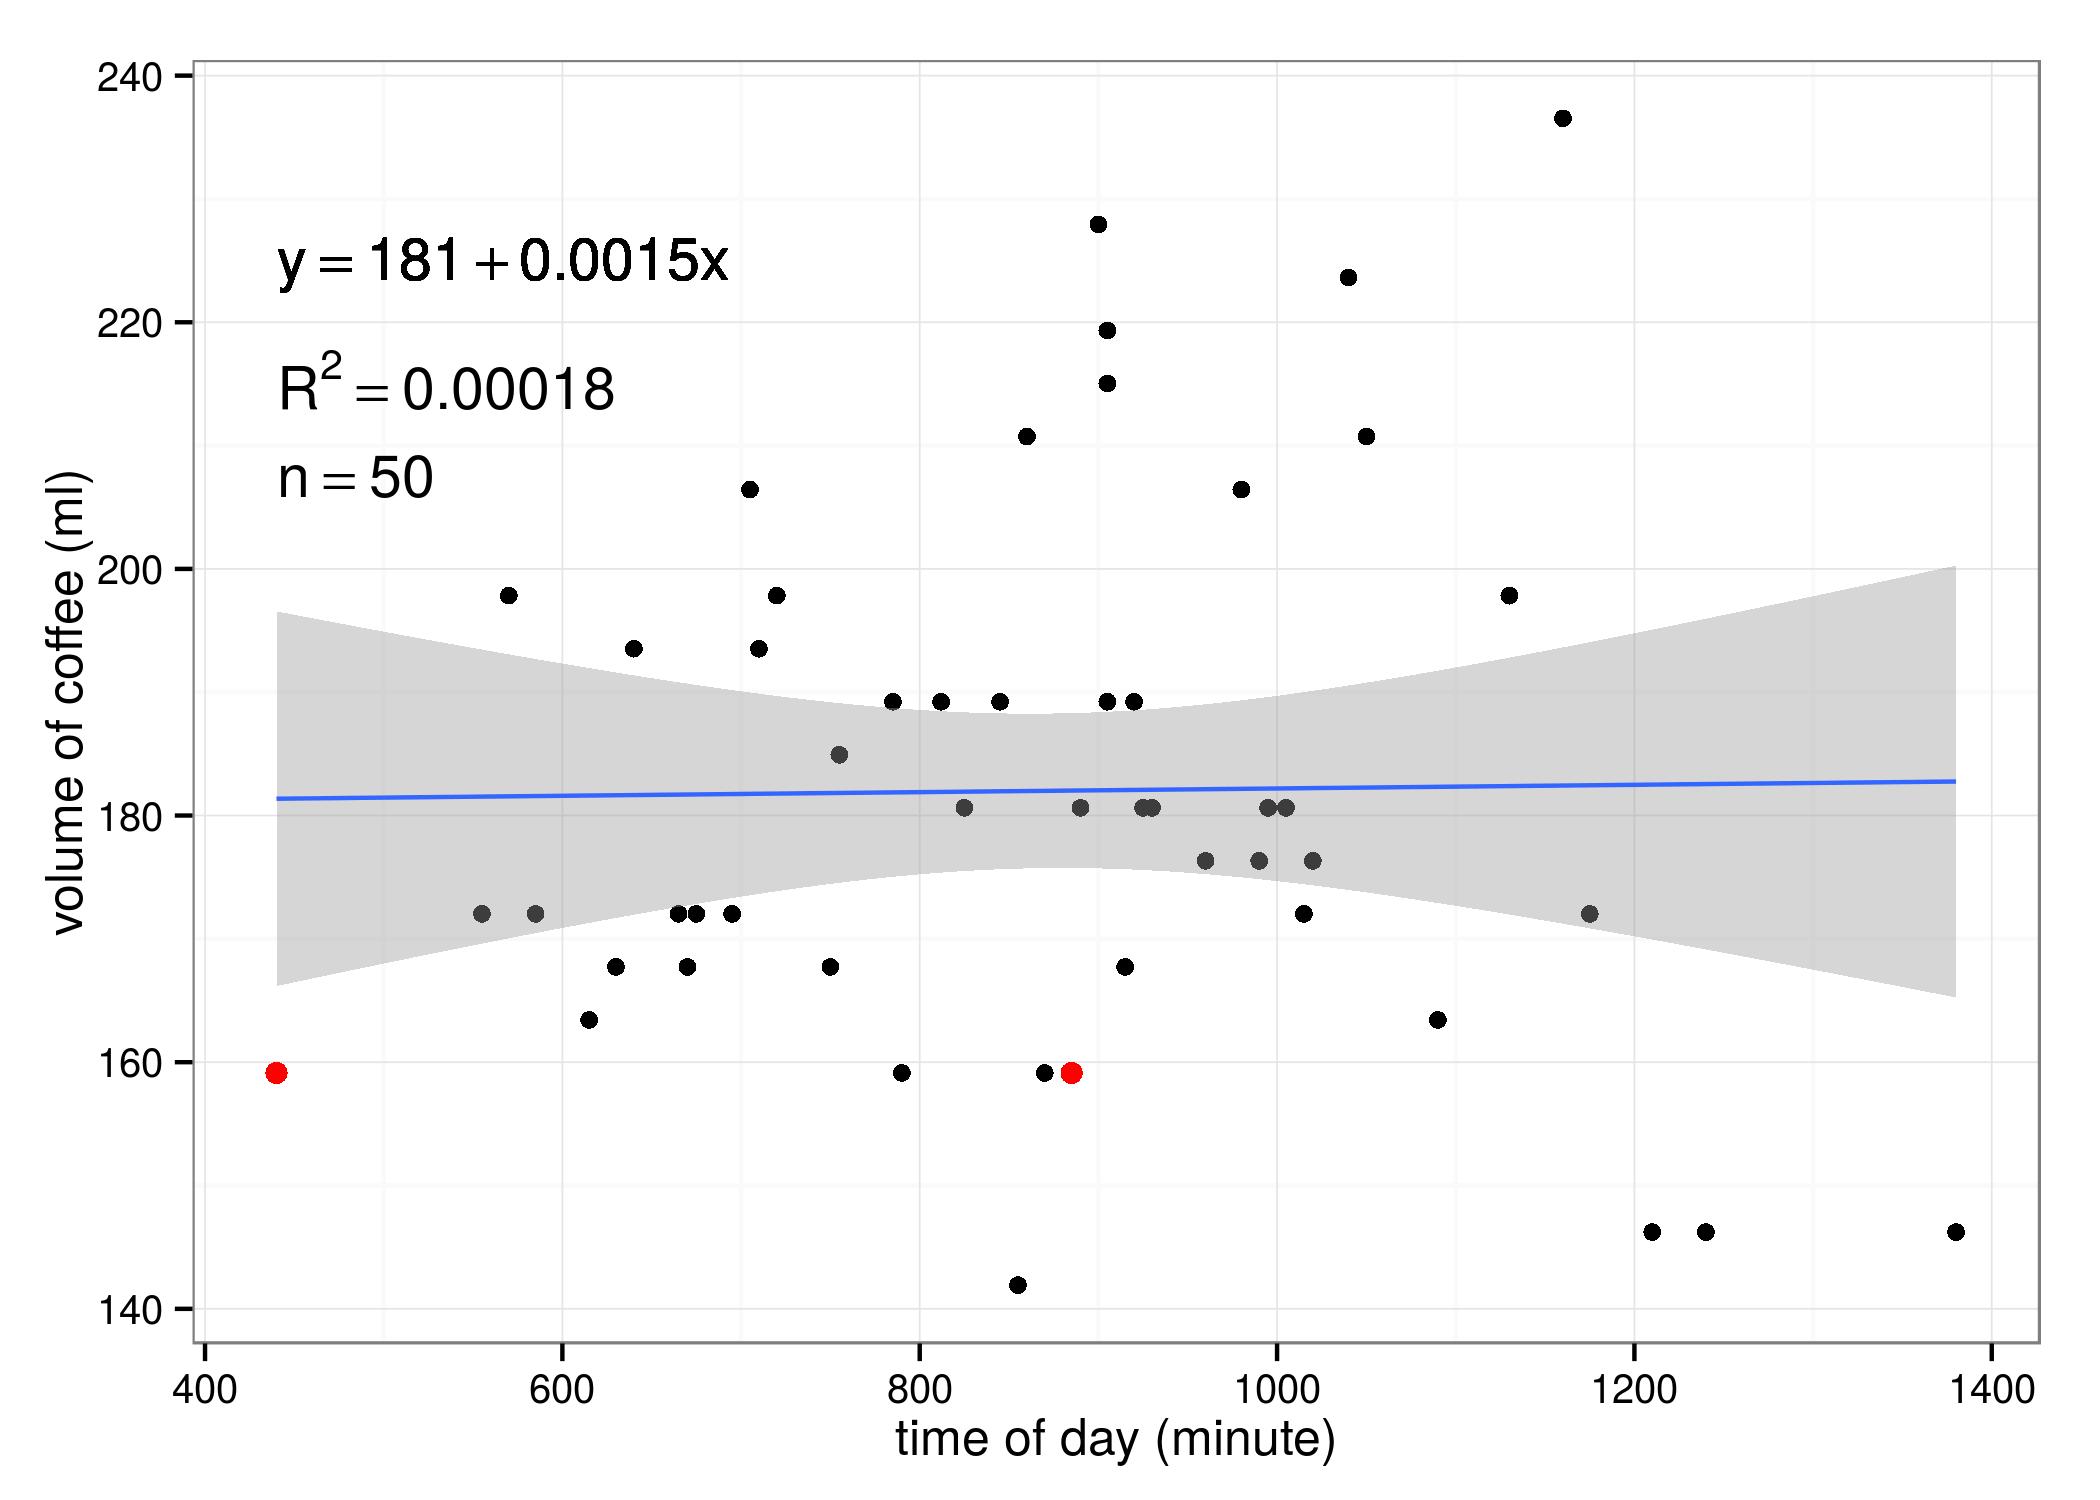 240
y = 181 + 0.0015x
220
R² = 0.00018
n = 50
200
180
160
140
volume of coffee (ml)
400 600 800 1000 1200 1400
time of day (minute)